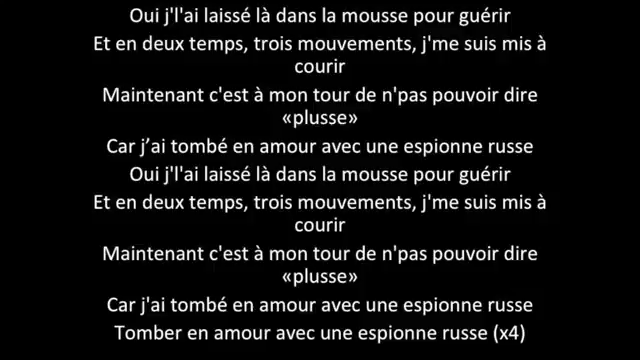 Oui j'l'ai laissé là dans la mousse pour guérir
Et en deux temps, trois mouvements, j'me suis mis à
courir
Maintenant c'est à mon tour de n'pas pouvoir dire
«plusse»
Car j’ai tombé en amour avec une espionne russe
Oui j'l'ai laissé là dans la mousse pour guérir
Et en deux temps, trois mouvements, j'me suis mis à
courir
Maintenant c'est à mon tour de n'pas pouvoir dire
«plusse»
Car j'ai tombé en amour avec une espionne russe
Tomber en amour avec une espionne russe (x4)